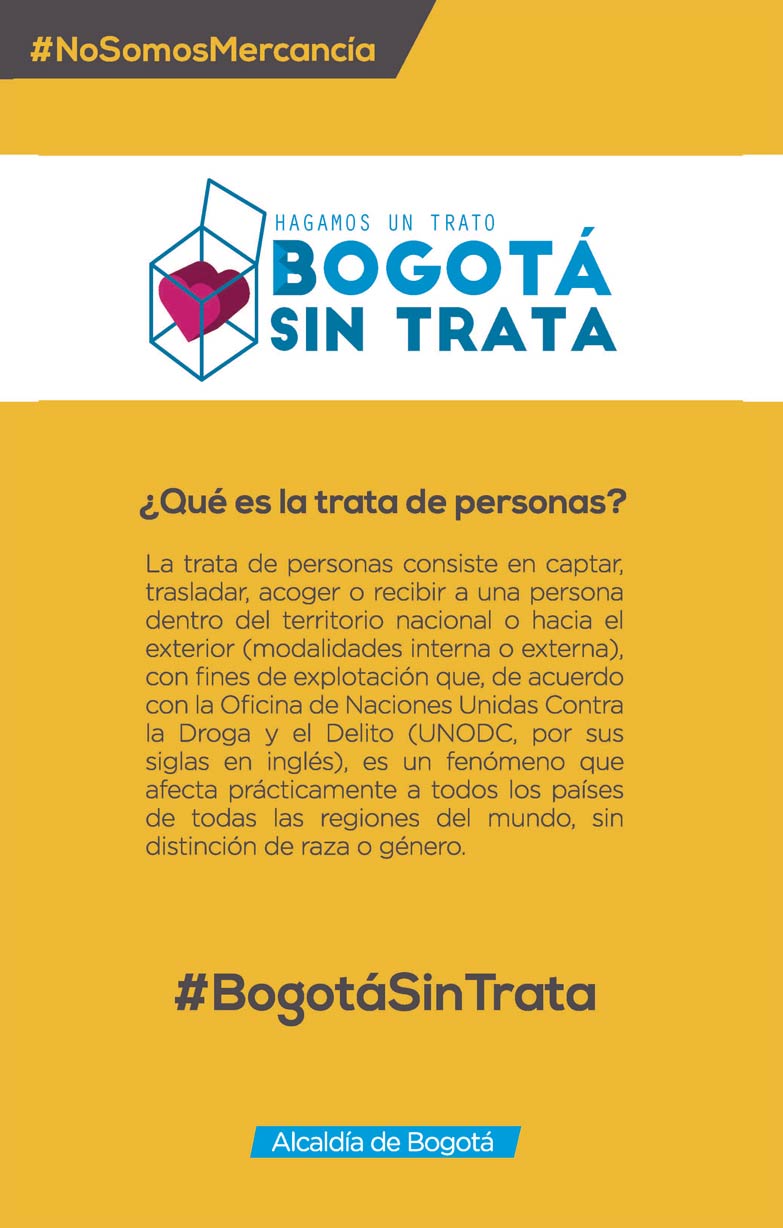 #NoSomosMercancía
HAGAMOS UN TRATO
BOGOTÁ
SIN TRATA
¿Qué es la trata de personas?
La trata de personas consiste en captar,
trasladar, acoger o recibir a una persona
dentro del territorio nacional o hacia el
exterior (modalidades interna o externa),
con fines de explotación que, de acuerdo
con la Oficina de Naciones Unidas Contra
la Droga y el Delito (UNODC, por sus
siglas en inglés), es un fenómeno que
afecta prácticamente a todos los países
de todas las regiones del mundo, sin
distinción de raza o género.
#BogotáSinTrata
Alcaldía de Bogotá